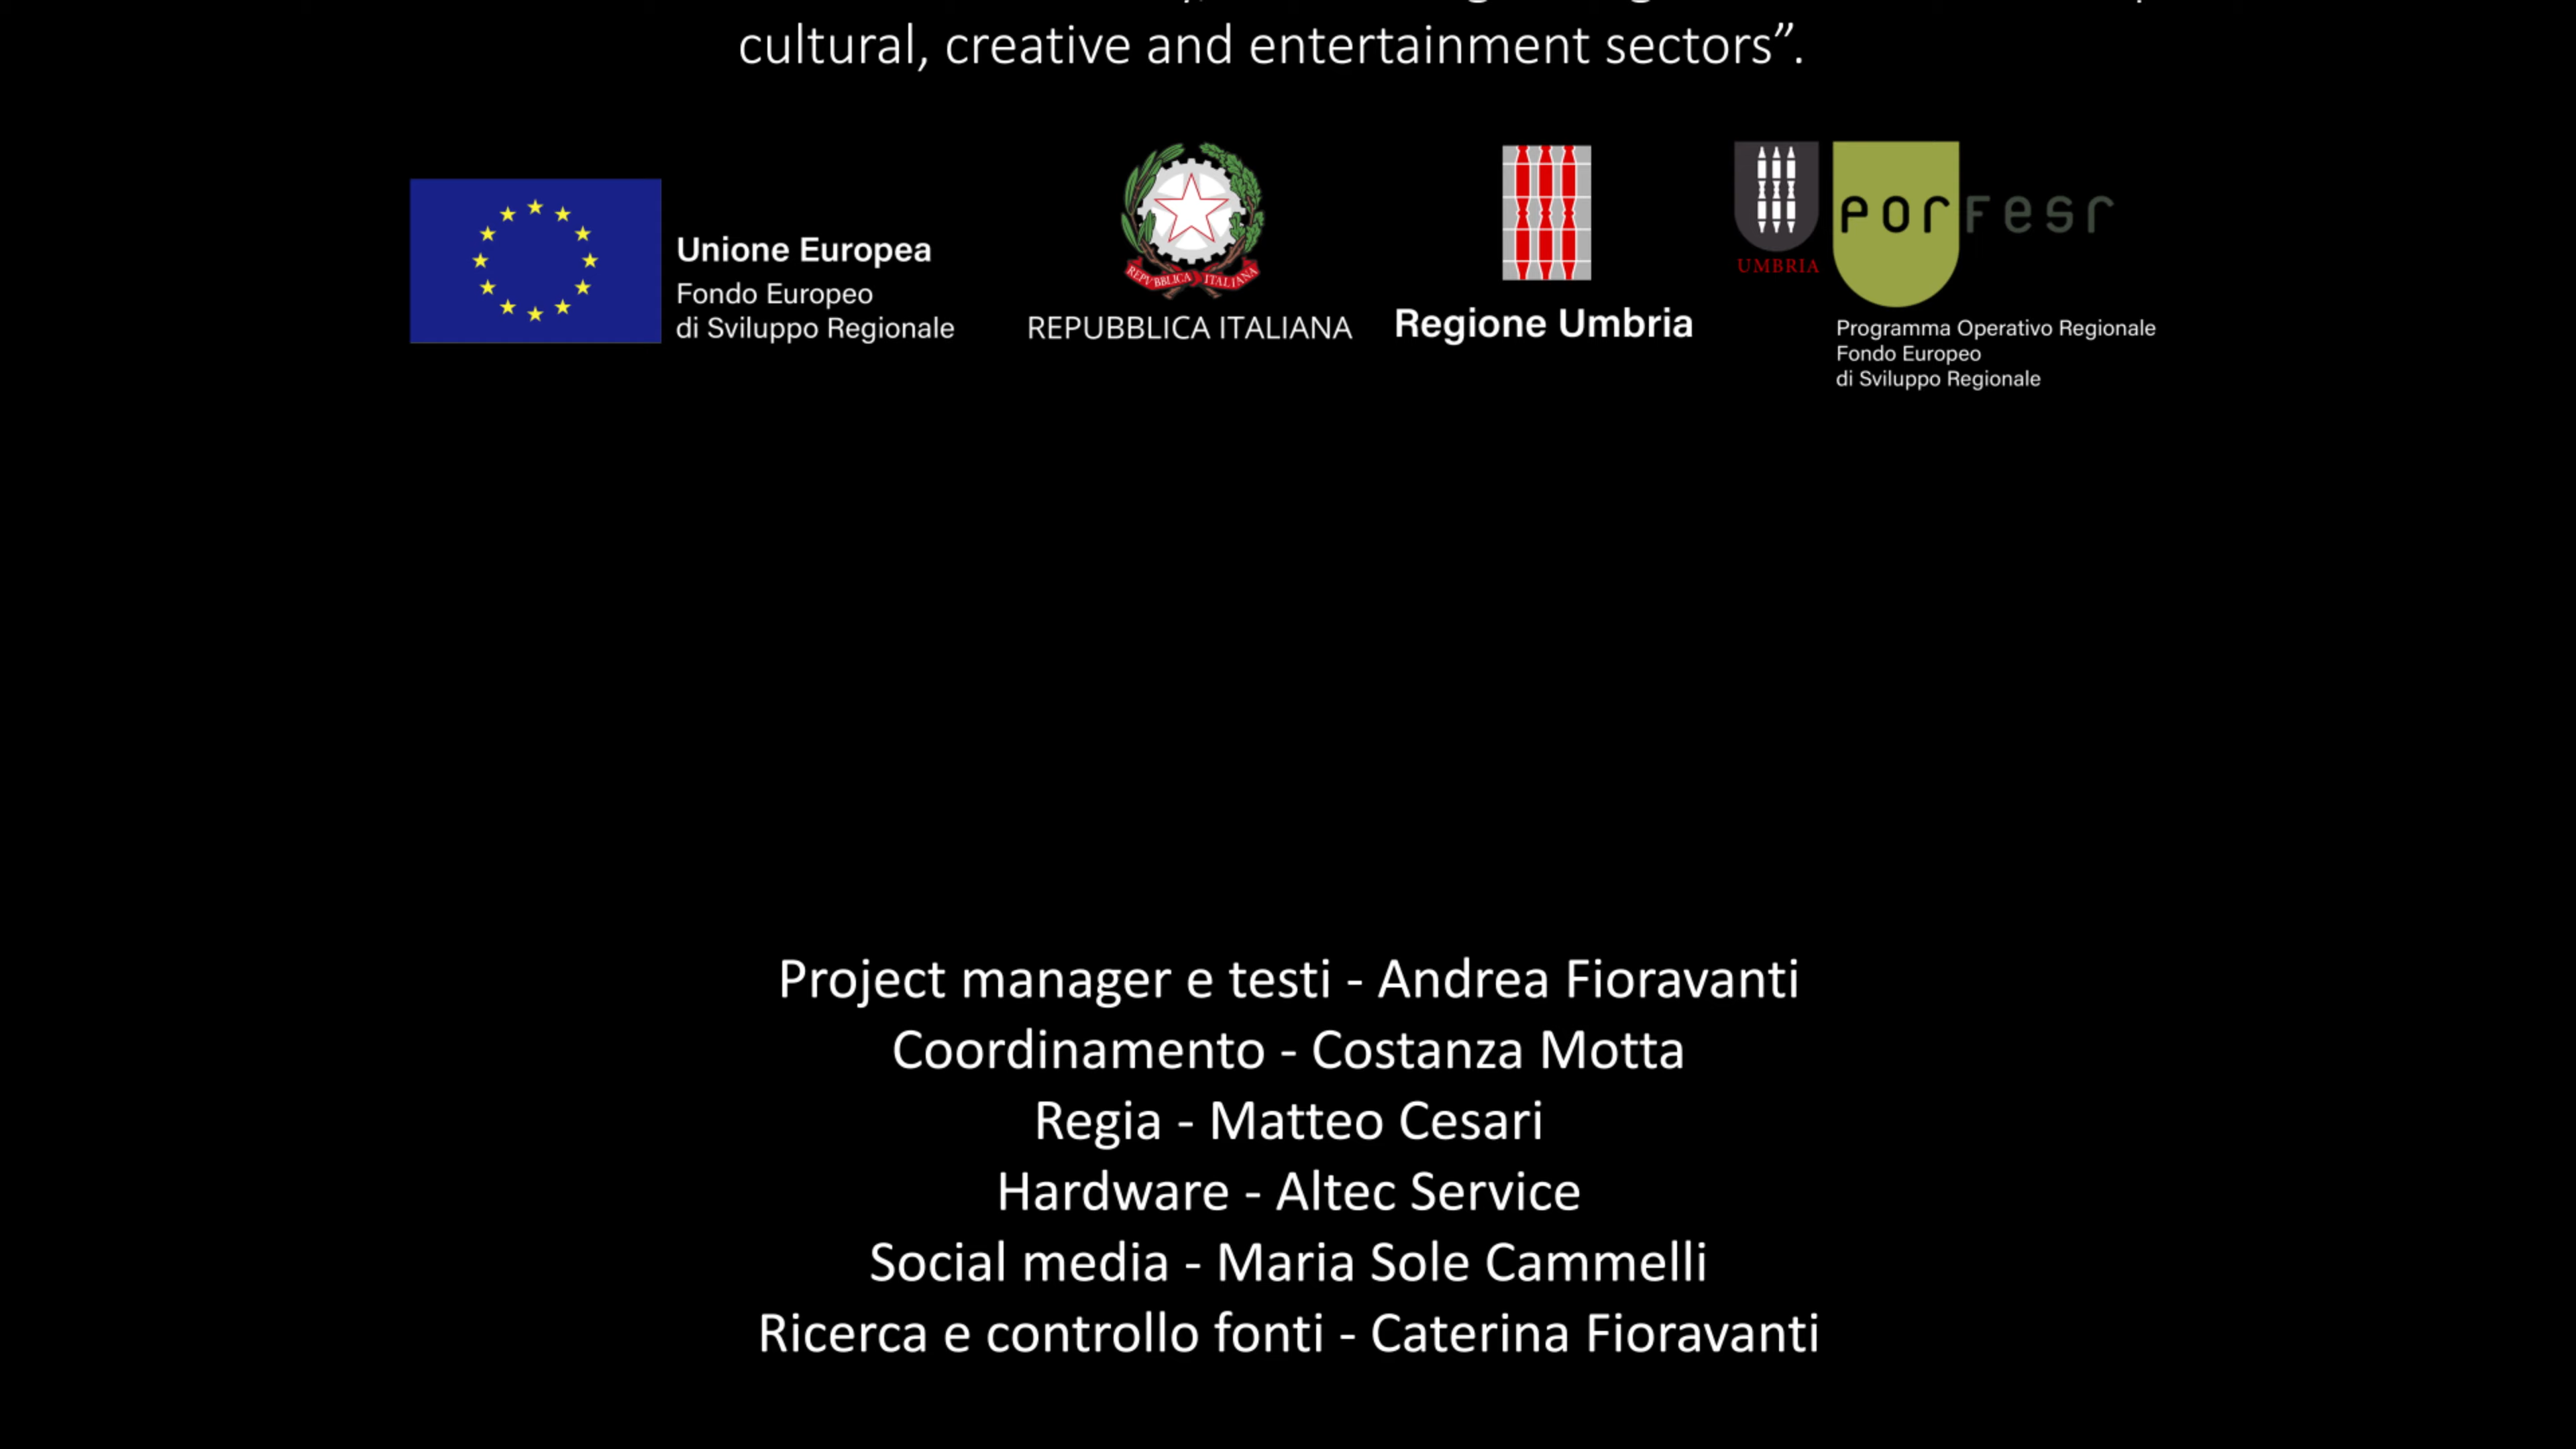 cultural, creative and entertainment sectors”.
Unione Europea
Fondo Europeo
di Sviluppo Regionale
REPVBBLICA ITALIANA
REPUBBLICA ITALIANA
Regione Umbria
UMBRIA
porFesr
Programma Operativo Regionale
Fondo Europeo
di Sviluppo Regionale
Project manager e testi - Andrea Fioravanti
Coordinamento - Costanza Motta
Regia - Matteo Cesari
Hardware - Altec Service
Social media - Maria Sole Cammelli
Ricerca e controllo fonti - Caterina Fioravanti